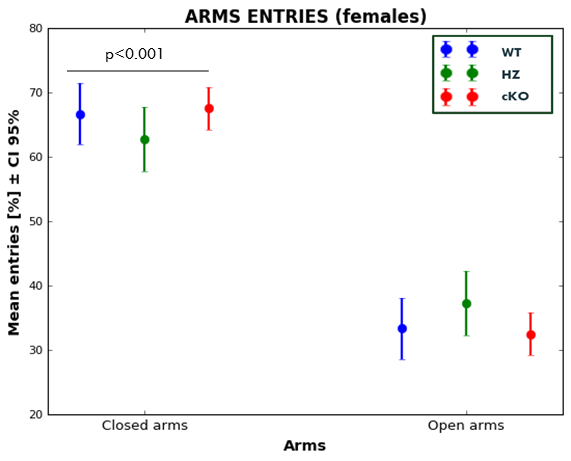 ARMS ENTRIES (females)
p<0.001
WT
HZ
cKO
80
70
60
50
40
30
20
Mean entries [%] ± CI 95%
Closed arms
Open arms
Arms